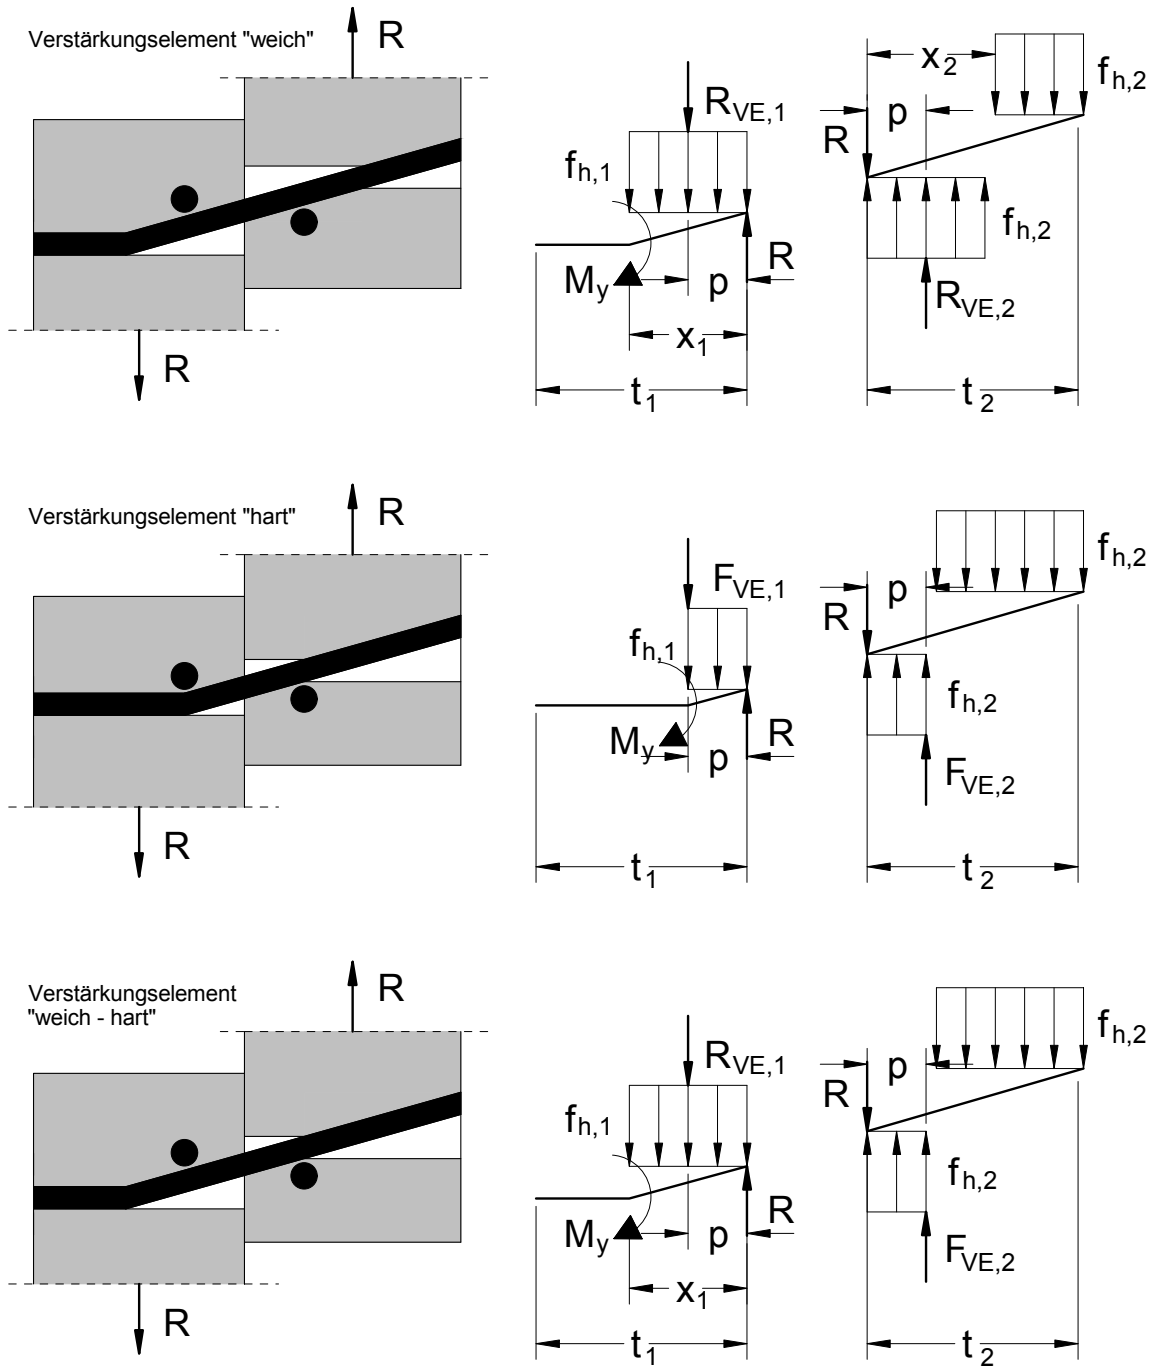 Verstärkungselement "weich"
R
R
R_VE,1
f_h,1
M_y
p
R
x_1
t_1
x_2
f_h,2
p
R
f_h,2
R_VE,2
t_2
Verstärkungselement "hart"
R
R
F_VE,1
f_h,1
M_y
p
R
t_1
f_h,2
p
R
f_h,2
F_VE,2
t_2
Verstärkungselement
"weich - hart"
R
R
R_VE,1
f_h,1
M_y
p
R
x_1
t_1
f_h,2
p
R
f_h,2
F_VE,2
t_2